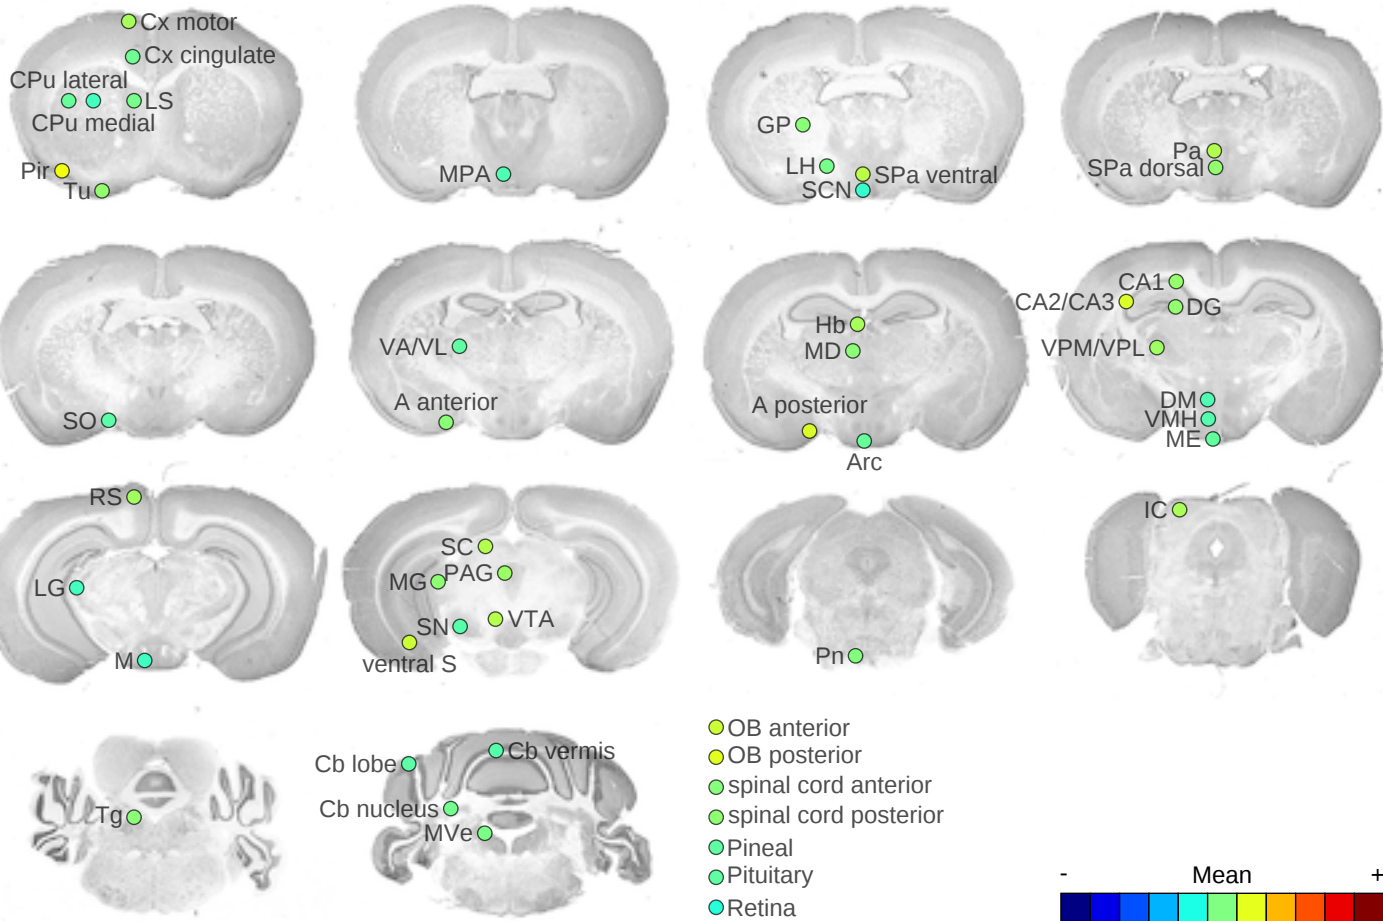 Cx motor
Cx cingulate
CPu lateral
LS
CPu medial
Pir
Tu
MPA
GP
LH
SPa ventral
SCN
Pa
SPa dorsal
SO
VA/VL
A anterior
Hb
MD
A posterior
Arc
CA1
CA2/CA3
DG
VPM/VPL
DM
VMH
ME
RS
LG
M
SC
MG
PAG
SN
VTA
ventral S
Pn
IC
Tg
Cb lobe
Cb vermis
Cb nucleus
MVe
OB anterior
OB posterior
spinal cord anterior
spinal cord posterior
Pineal
Pituitary
Retina
- Mean +